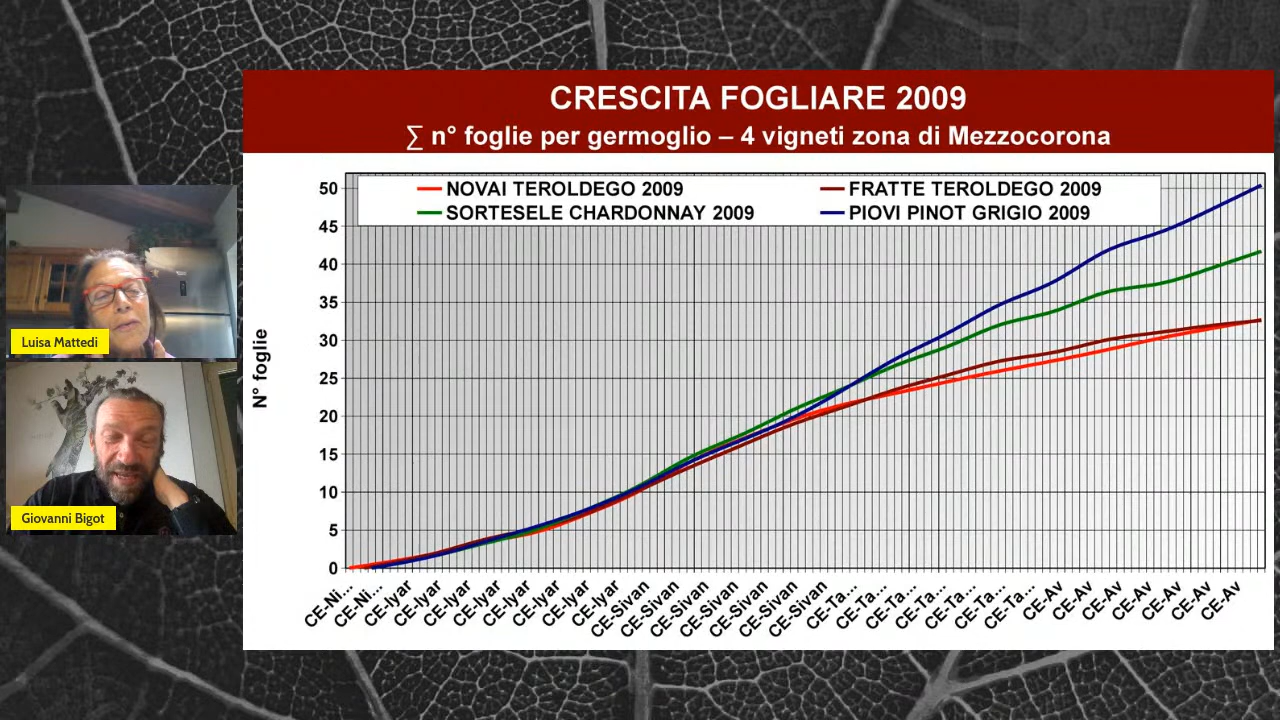 CRESCITA FOGLIARE 2009
∑ n° foglie per germoglio – 4 vigneti zona di Mezzocorona
NOVAI TEROLDEGO 2009
FRATTE TEROLDEGO 2009
SORTESELE CHARDONNAY 2009
PIOVI PINOT GRIGIO 2009
50
45
40
35
30
25
20
15
10
5
0
N° foglie
CE-Ni...
CE-Ni...
CE-Iyar
CE-Iyar
CE-Iyar
CE-Iyar
CE-Iyar
CE-Iyar
CE-Iyar
CE-Iyar
CE-Sivan
CE-Sivan
CE-Sivan
CE-Sivan
CE-Sivan
CE-Sivan
CE-Sivan
CE-Ta...
CE-Ta...
CE-Ta...
CE-Ta...
CE-Ta...
CE-Ta...
CE-Ta...
CE-Av
CE-Av
CE-Av
CE-Av
CE-Av
CE-Av
CE-Av
Luisa Mattedi
Giovanni Bigot